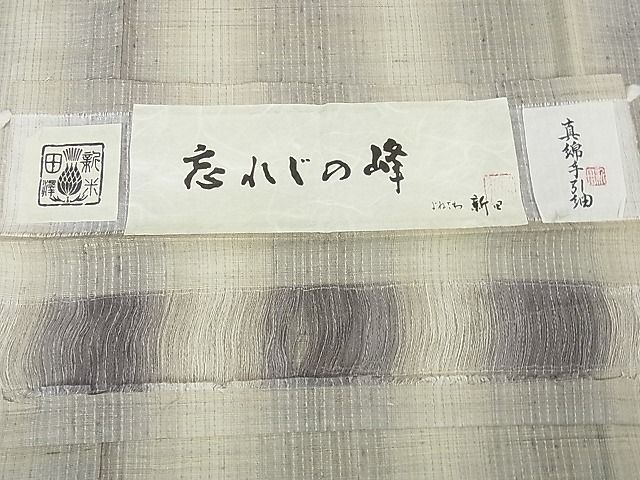 新田
米澤
忘れじの峰
よねざわ 新田
真綿手引紬